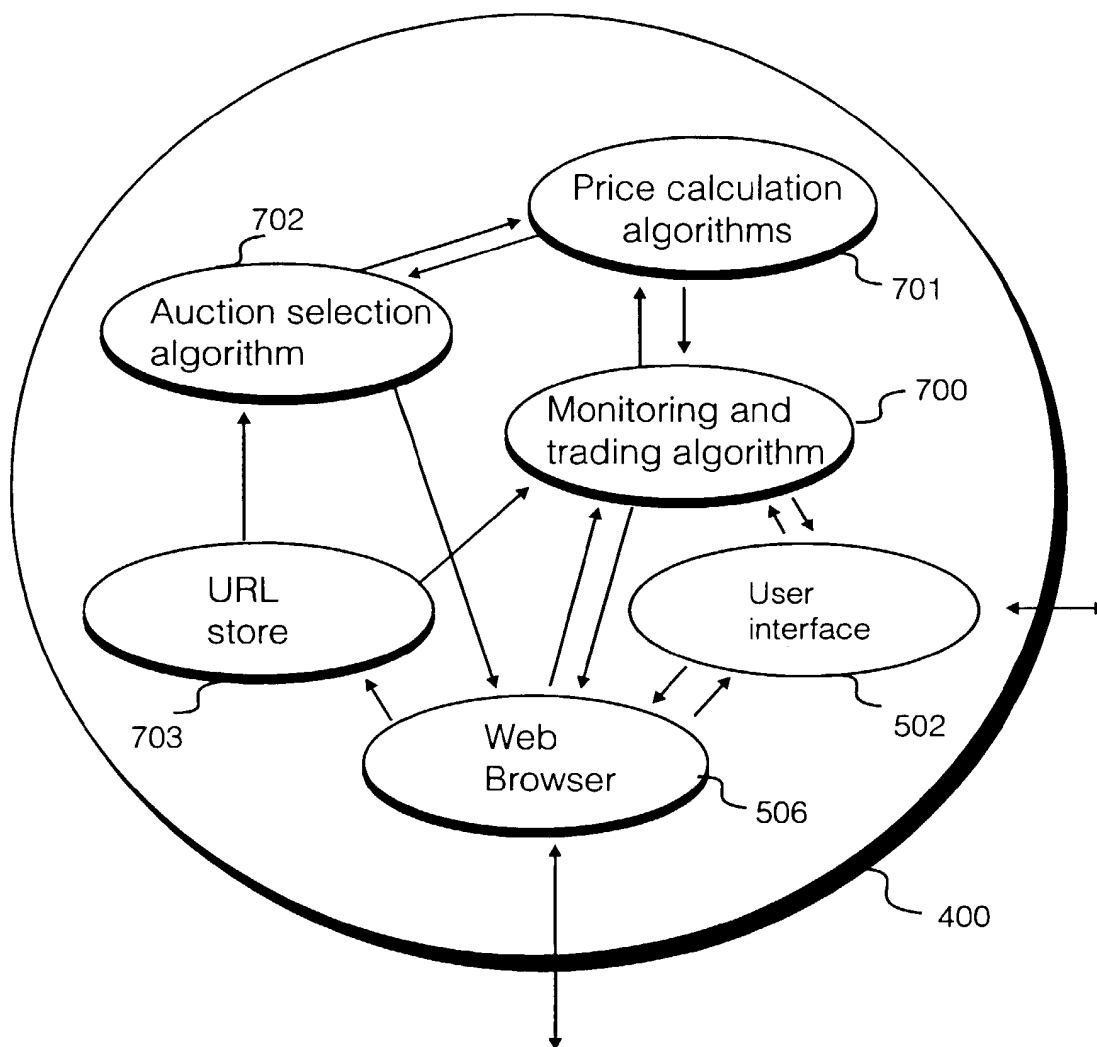 Price calculation
algorithms
702
701
Auction selection
algorithm
700
Monitoring and
trading algorithm
URL
store
User
interface
703
502
Web
Browser
506
400